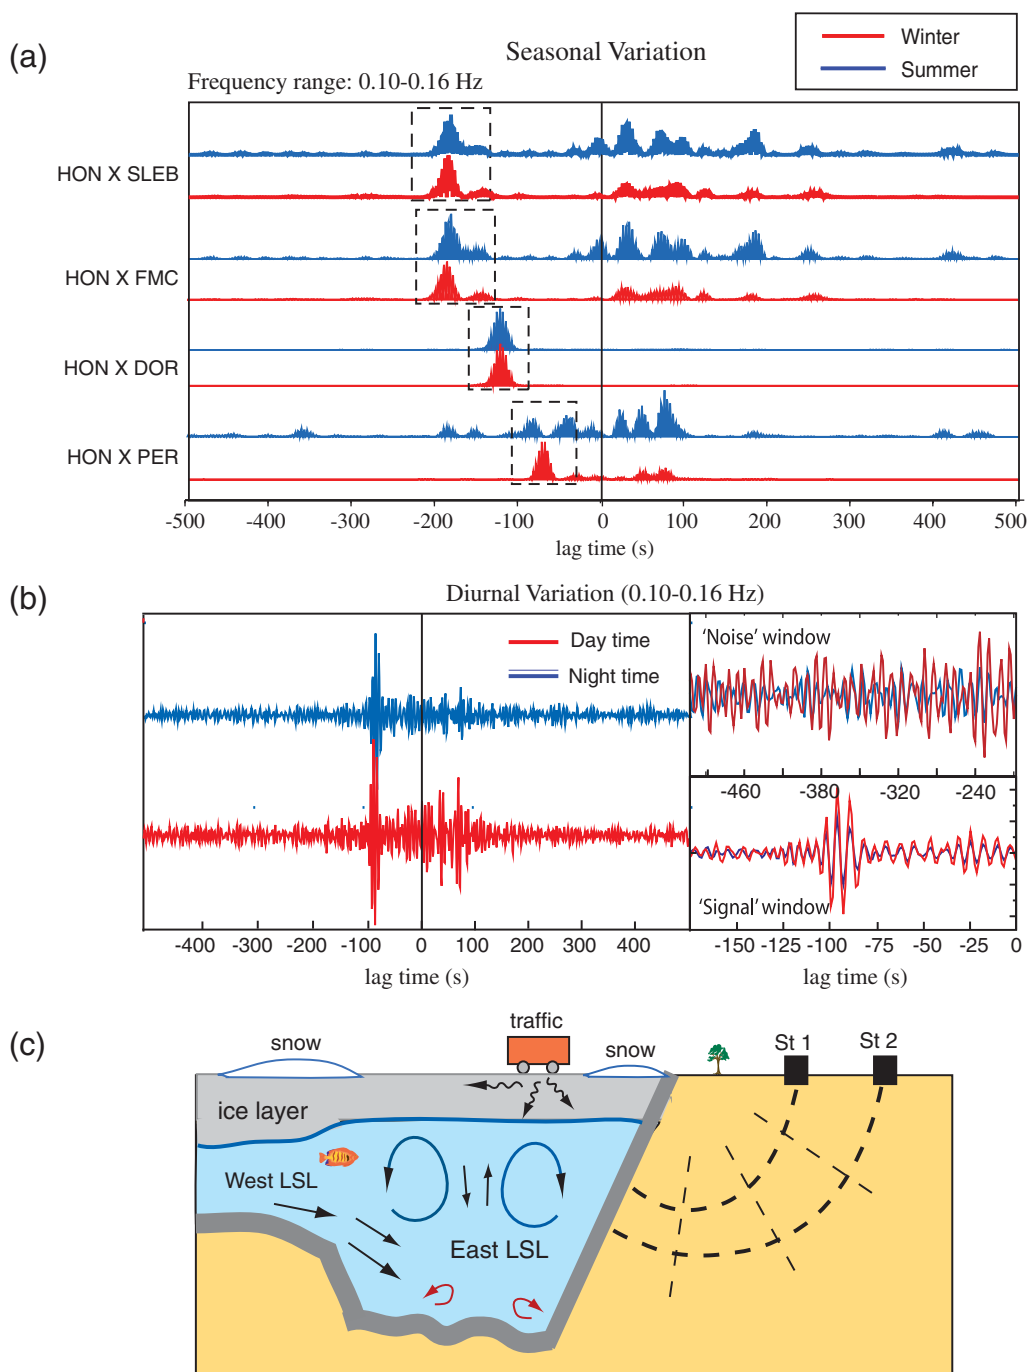 (a)
Seasonal Variation
Winter
Summer
Frequency range: 0.10-0.16 Hz
HON X SLEB
HON X FMC
HON X DOR
HON X PER
-500 -400 -300 -200 -100 0 100 200 300 400 500
lag time (s)
(b)
Diurnal Variation (0.10-0.16 Hz)
Day time
Night time
'Noise' window
-460 -380 -320 -240
'Signal' window
-400 -300 -200 -100 0 100 200 300 400
lag time (s)
-150 -125 -100 -75 -50 -25 0
lag time (s)
(c)
snow
traffic
snow
St 1
St 2
ice layer
West LSL
East LSL